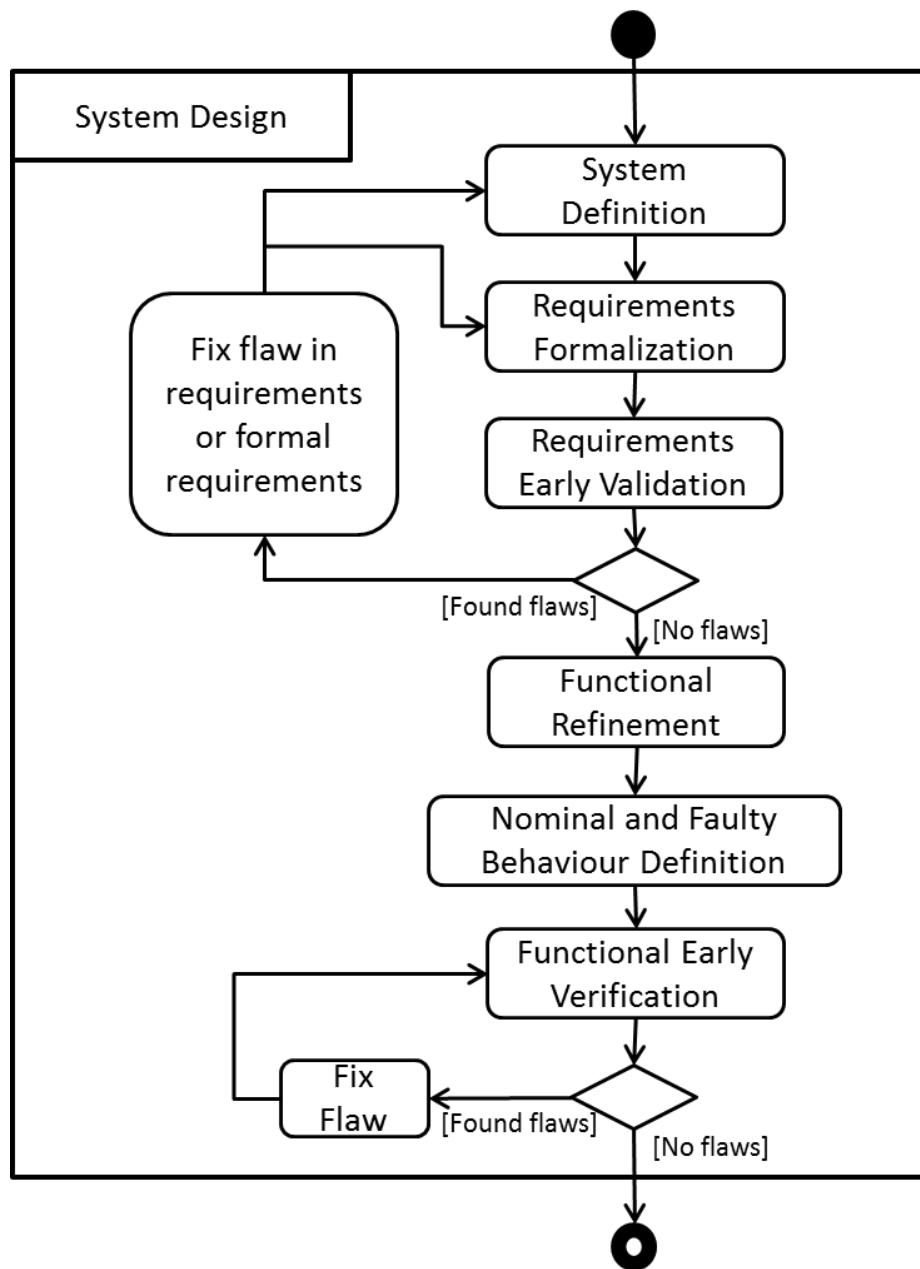 System Design
System
Definition
Requirements
Formalization
Fix flaw in
requirements
or formal
requirements
Requirements
Early Validation
[Found flaws]
[No flaws]
Functional
Refinement
Nominal and Faulty
Behaviour Definition
Functional Early
Verification
Fix
Flaw
[Found flaws]
[No flaws]